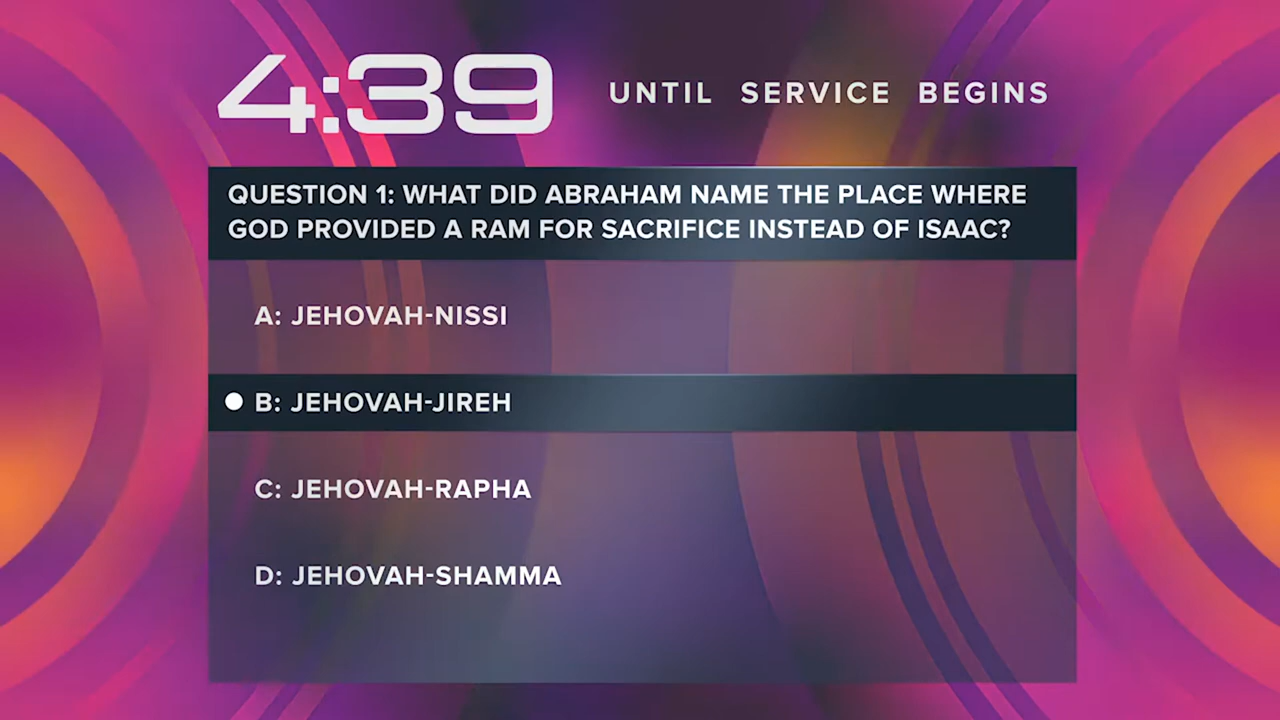 4:39 UNTIL SERVICE BEGINS
QUESTION 1: WHAT DID ABRAHAM NAME THE PLACE WHERE
GOD PROVIDED A RAM FOR SACRIFICE INSTEAD OF ISAAC?
A: JEHOVAH-NISSI
B: JEHOVAH-JIREH
C: JEHOVAH-RAPHA
D: JEHOVAH-SHAMMA